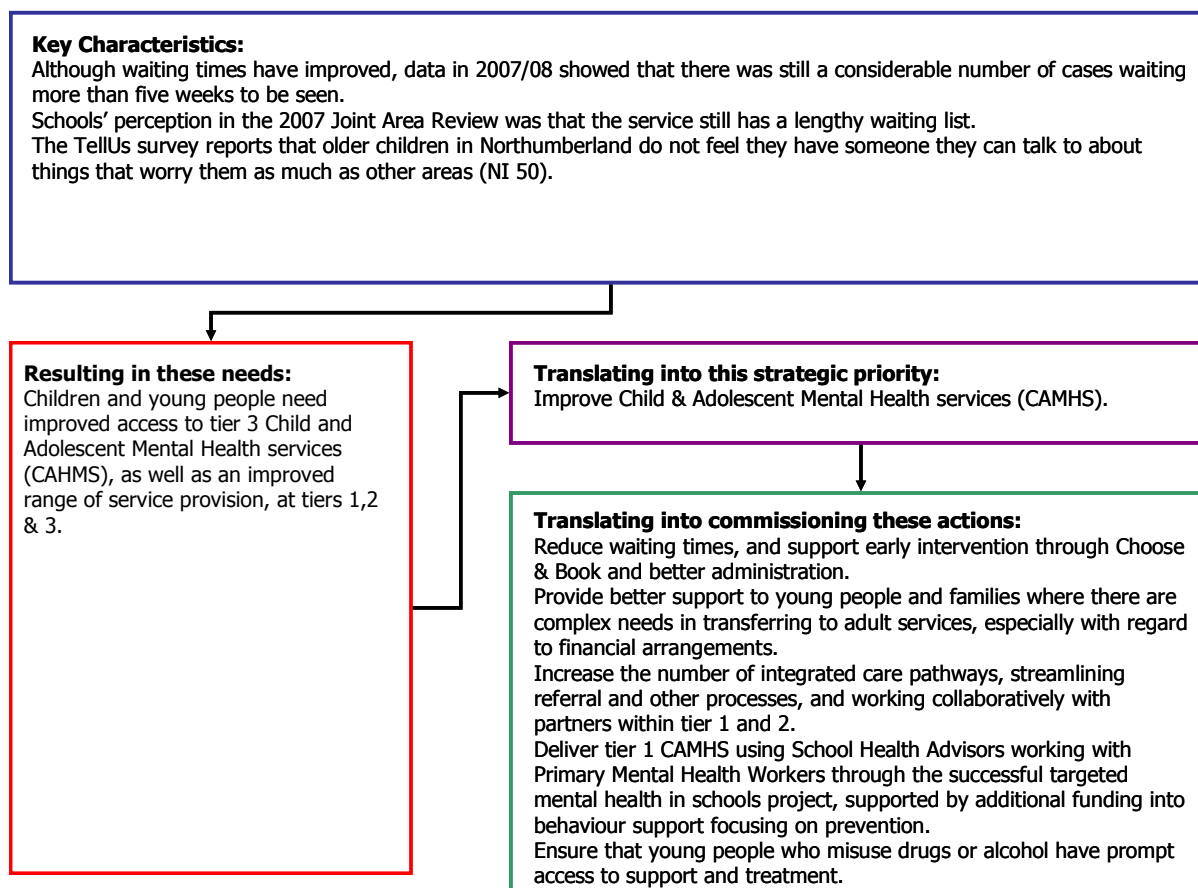 Key Characteristics:
Although waiting times have improved, data in 2007/08 showed that there was still a considerable number of cases waiting
more than five weeks to be seen.
Schools’ perception in the 2007 Joint Area Review was that the service still has a lengthy waiting list.
The TellUs survey reports that older children in Northumberland do not feel they have someone they can talk to about
things that worry them as much as other areas (NI 50).
Resulting in these needs:
Children and young people need
improved access to tier 3 Child and
Adolescent Mental Health services
(CAHMS), as well as an improved
range of service provision, at tiers 1,2
& 3.
Translating into this strategic priority:
Improve Child & Adolescent Mental Health services (CAMHS).
Translating into commissioning these actions:
Reduce waiting times, and support early intervention through Choose
& Book and better administration.
Provide better support to young people and families where there are
complex needs in transferring to adult services, especially with regard
to financial arrangements.
Increase the number of integrated care pathways, streamlining
referral and other processes, and working collaboratively with
partners within tier 1 and 2.
Deliver tier 1 CAMHS using School Health Advisors working with
Primary Mental Health Workers through the successful targeted
mental health in schools project, supported by additional funding into
behaviour support focusing on prevention.
Ensure that young people who misuse drugs or alcohol have prompt
access to support and treatment.